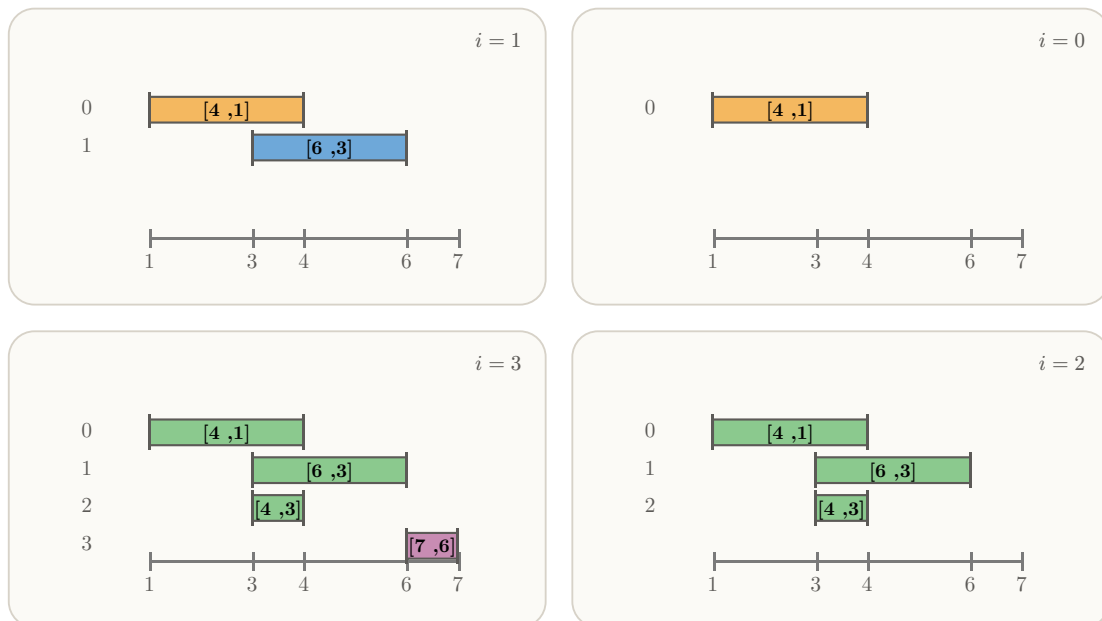 i = 1
0
[4 ,1]
1
[6 ,3]
1 3 4 6 7
i = 0
0
[4 ,1]
1 3 4 6 7
i = 3
0
[4 ,1]
1
[6 ,3]
2
[4 ,3]
3
[7 ,6]
1 3 4 6 7
i = 2
0
[4 ,1]
1
[6 ,3]
2
[4 ,3]
1 3 4 6 7